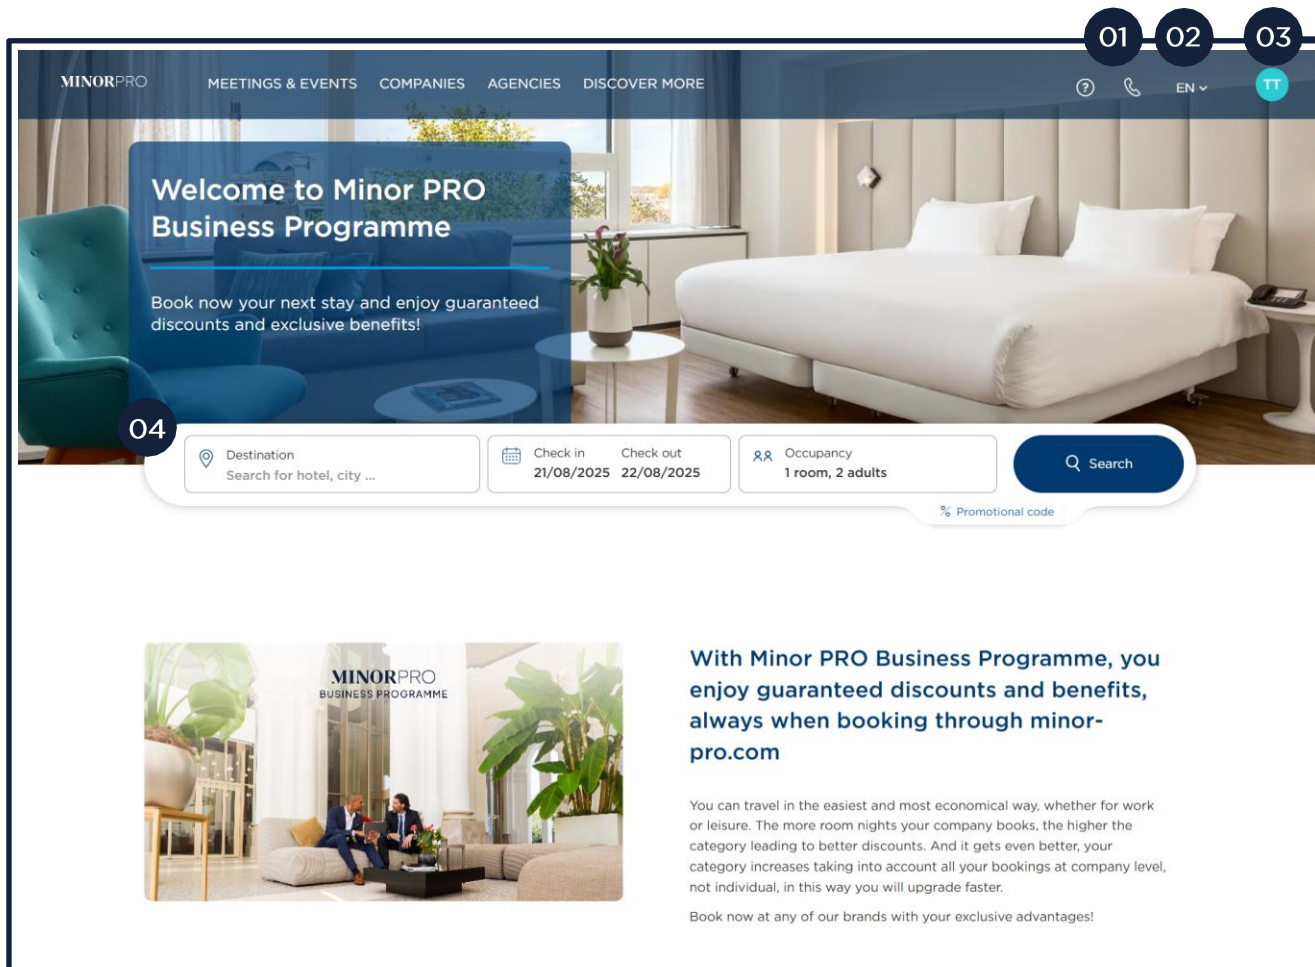 01 02 03
MINORPRO MEETINGS & EVENTS COMPANIES AGENCIES DISCOVER MORE ? EN TT
Welcome to Minor PRO
Business Programme
Book now your next stay and enjoy guaranteed
discounts and exclusive benefits!
04
Destination
Search for hotel, city ...
Check in Check out
21/08/2025 22/08/2025
Occupancy
1 room, 2 adults
Search
% Promotional code
MINORPRO
BUSINESS PROGRAMME
With Minor PRO Business Programme, you
enjoy guaranteed discounts and benefits,
always when booking through minor-
pro.com
You can travel in the easiest and most economical way, whether for work
or leisure. The more room nights your company books, the higher the
category leading to better discounts. And it gets even better, your
category increases taking into account all your bookings at company level,
not individual, in this way you will upgrade faster.
Book now at any of our brands with your exclusive advantages!